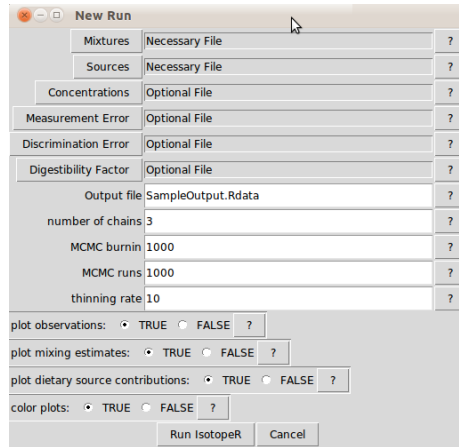 New Run
Mixtures Necessary File ?
Sources Necessary File ?
Concentrations Optional File ?
Measurement Error Optional File ?
Discrimination Error Optional File ?
Digestibility Factor Optional File ?
Output file SampleOutput.Rdata ?
number of chains 3 ?
MCMC burnin 1000 ?
MCMC runs 1000 ?
thinning rate 10 ?
plot observations: TRUE FALSE ?
plot mixing estimates: TRUE FALSE ?
plot dietary source contributions: TRUE FALSE ?
color plots: TRUE FALSE ?
Run IsotopeR Cancel